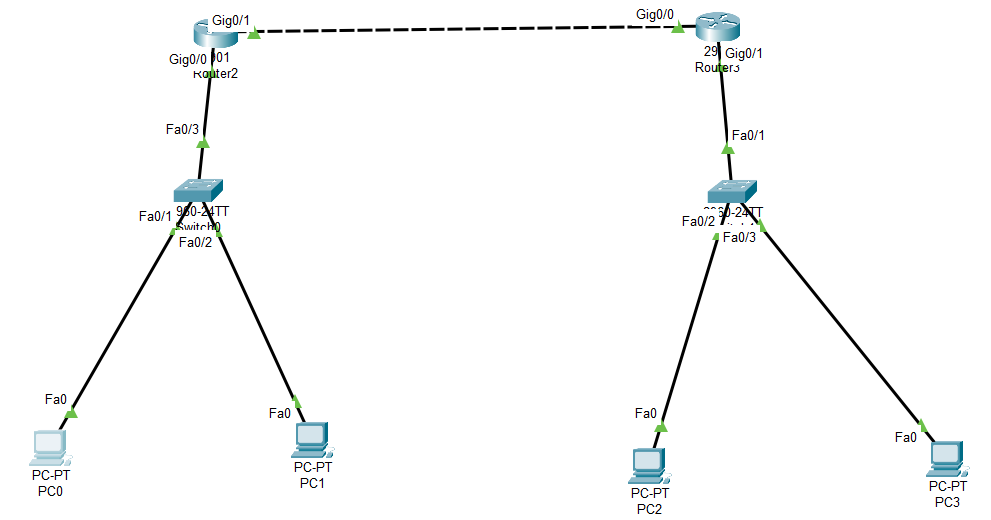 Gig0/1
Gig0/0
Router2
Fa0/3
Fa0/1
Fa0/2
Fa0
PC-PT
PC0
Fa0
PC-PT
PC1
Gig0/0
Gig0/1
Router3
Fa0/1
Fa0/2
Fa0/3
Fa0
PC-PT
PC2
Fa0
PC-PT
PC3